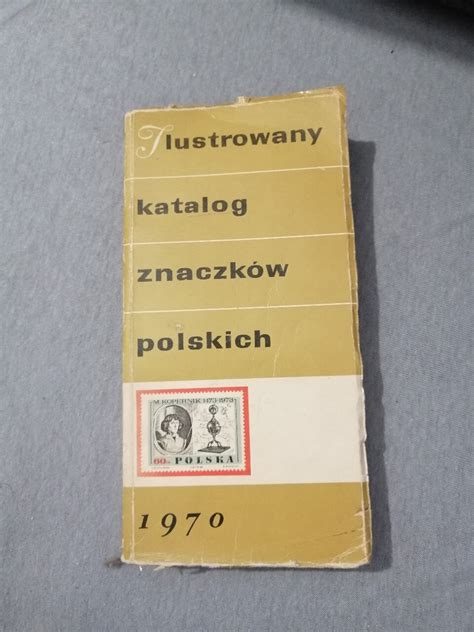 Ilustrowany
katalog
znaczków
polskich
M. KOPERNIK 1473-1973
60
POLSKA
1970